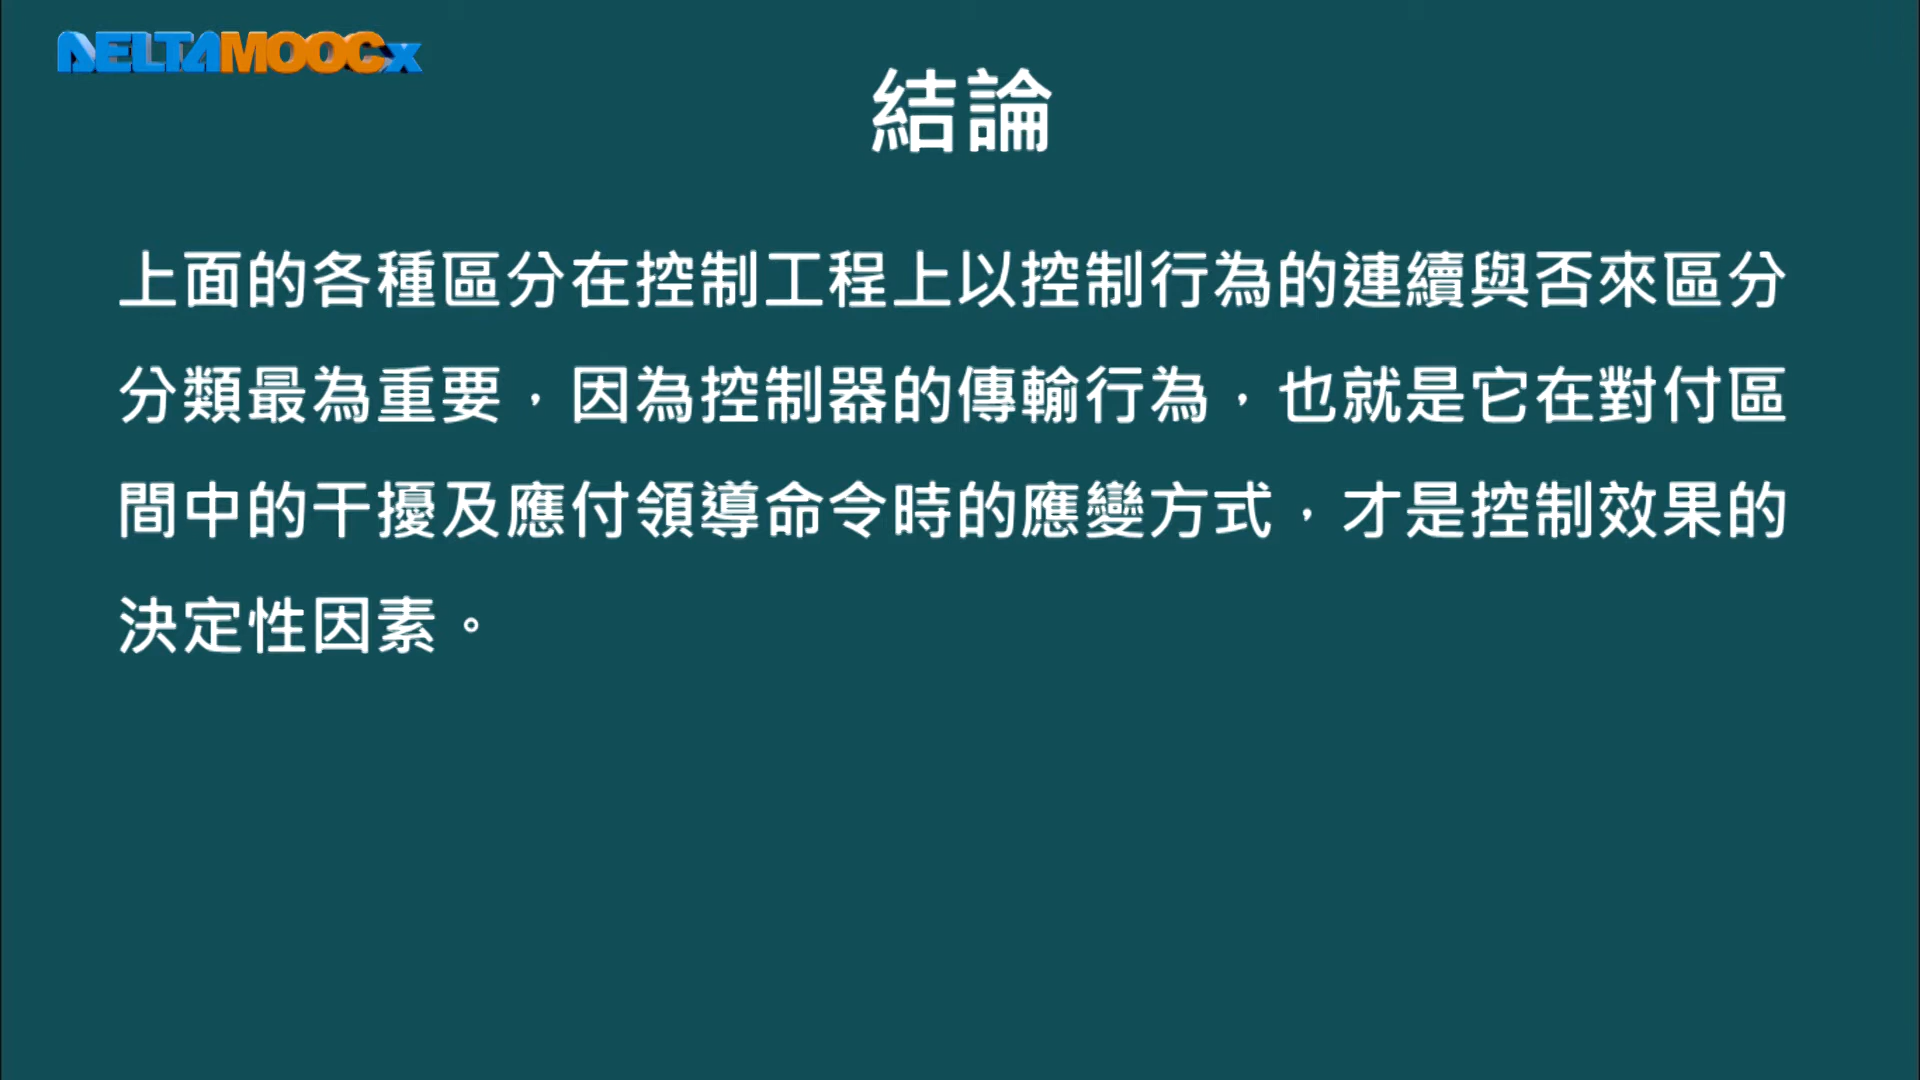 DELTAMOOCx
結論
上面的各種區分在控制工程上以控制行為的連續與否來區分
分類最為重要，因為控制器的傳輸行為，也就是它在對付區
間中的干擾及應付領導命令時的應變方式，才是控制效果的
決定性因素。